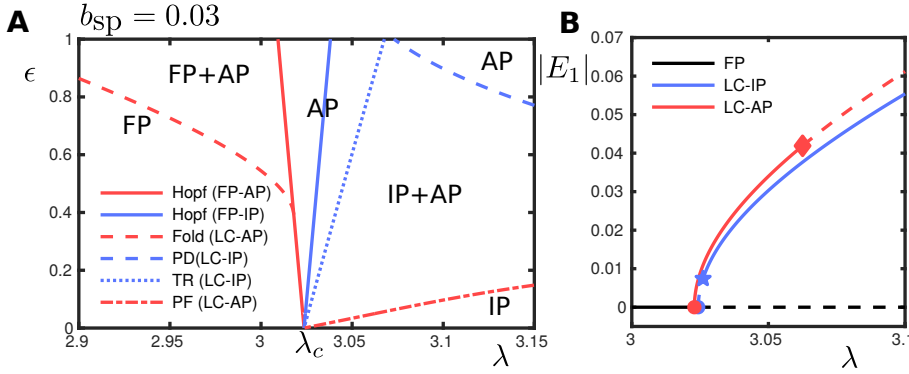 b_sp = 0.03
A
ϵ
1
0.8
0.6
0.4
0.2
0
FP+AP
FP
AP
AP
IP+AP
IP
Hopf (FP-AP)
Hopf (FP-IP)
Fold (LC-AP)
PD(LC-IP)
TR (LC-IP)
PF (LC-AP)
2.9
2.95
3
λ_c
3.05
3.1
3.15
λ
B
|E_1|
0.07
0.06
0.05
0.04
0.03
0.02
0.01
0
FP
LC-IP
LC-AP
3
3.05
3.1
λ